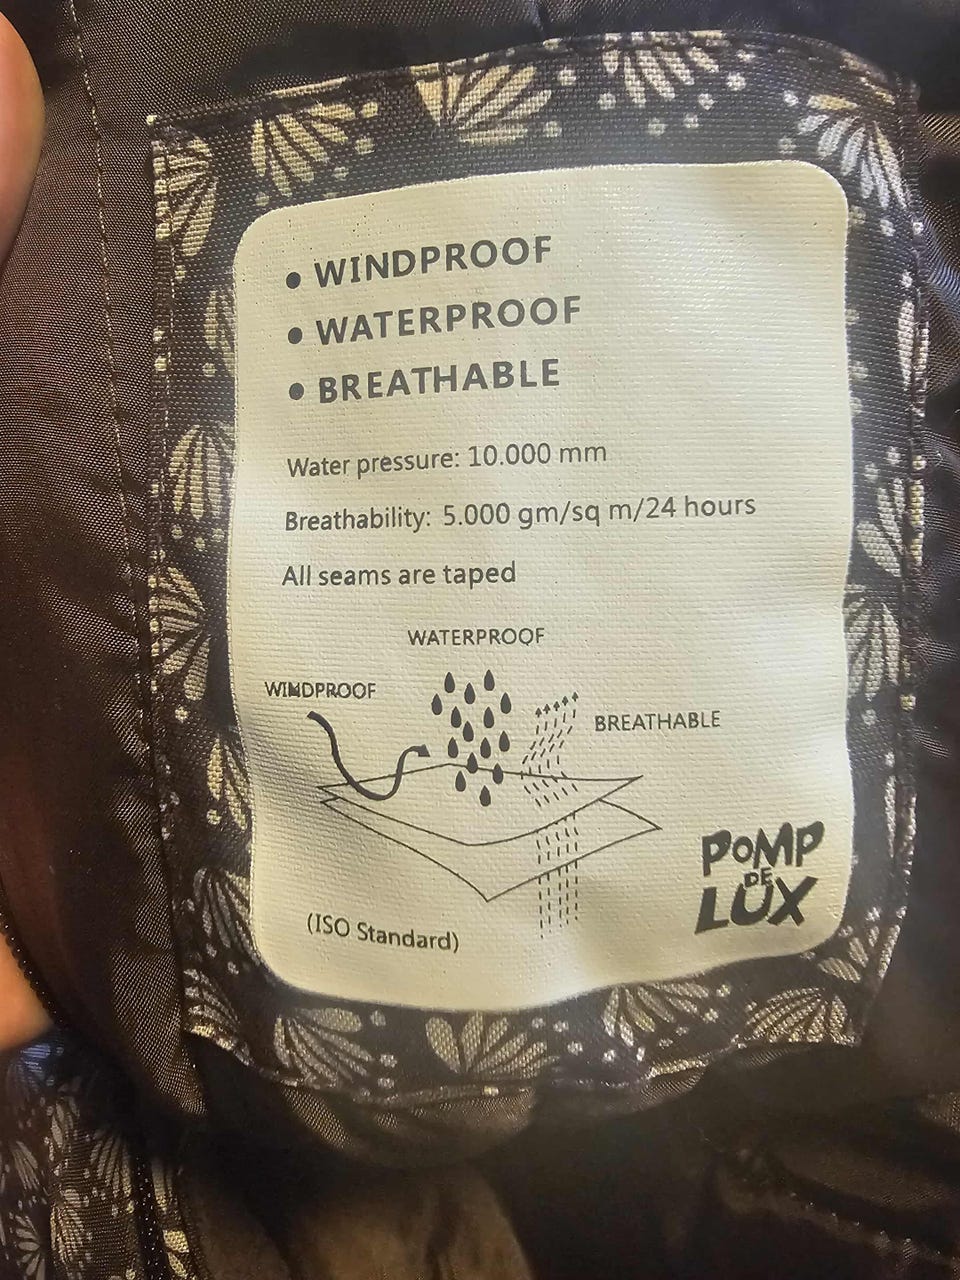 • WINDPROOF
• WATERPROOF
• BREATHABLE
Water pressure: 10.000 mm
Breathability: 5.000 gm/sq m/24 hours
All seams are taped
WATERPROOF
WINDPROOF
BREATHABLE
POMP
DE
LUX
(ISO Standard)